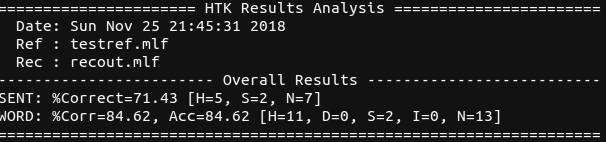 ====================== HTK Results Analysis =======================
  Date: Sun Nov 25 21:45:31 2018
  Ref : testref.mlf
  Rec : recout.mlf
------------------------ Overall Results --------------------------
SENT: %Correct=71.43 [H=5, S=2, N=7]
WORD: %Corr=84.62, Acc=84.62 [H=11, D=0, S=2, I=0, N=13]
===================================================================